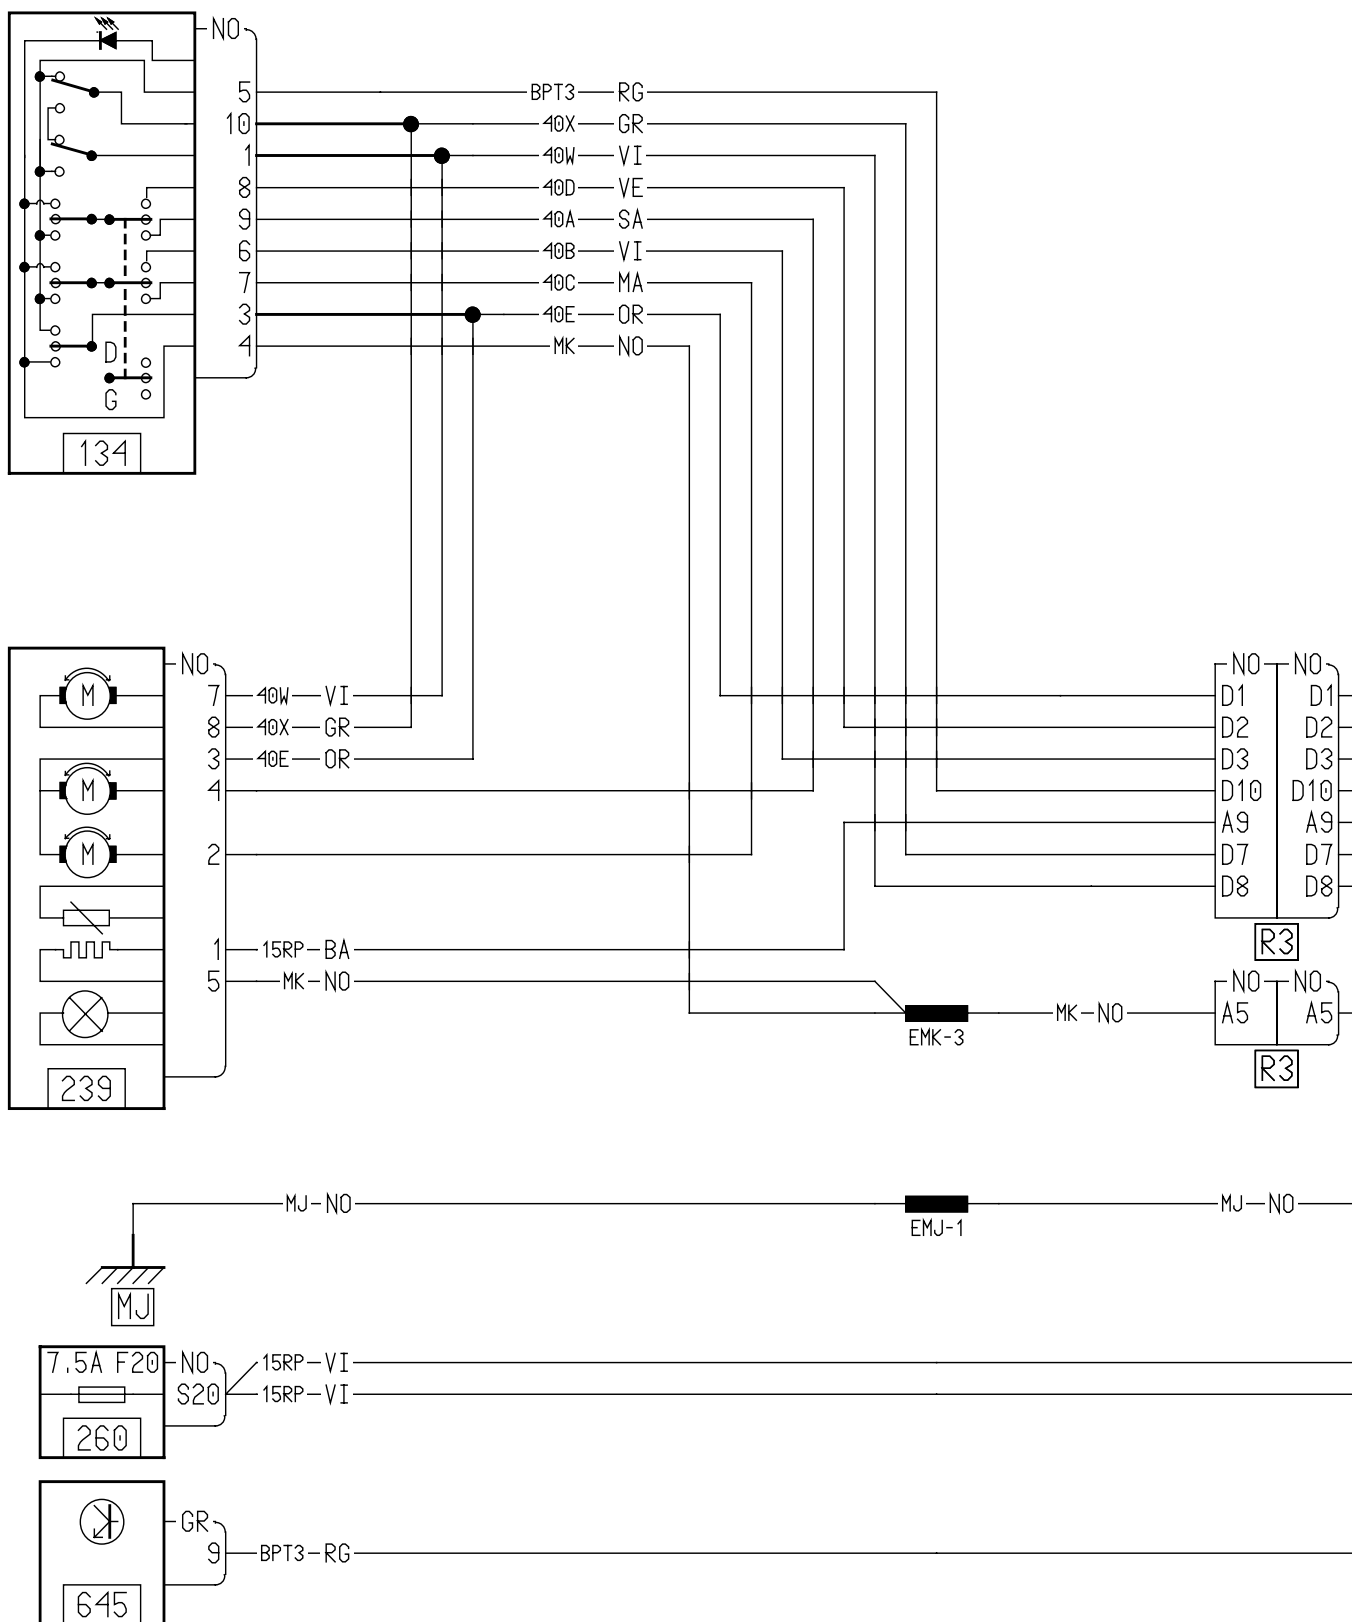 NO
5 BPT3 RG
10 40X GR
1 40W VI
8 40D VE
9 40A SA
6 40B VI
7 40C MA
3 40E OR
4 MK NO
D
G
134
NO NO NO
7 40W VI D1 D1
8 40X GR D2 D2
3 40E OR D3 D3
4 D10 D10
A9 A9
2 D7 D7
D8 D8
R3
1 15RP BA
5 MK NO NO NO
MK NO A5 A5
EMK-3
R3
239
M
M
M
MJ NO MJ NO
EMJ-1
MJ
7.5A F20 NO 15RP VI
S20 15RP VI
260
GR
9 BPT3 RG
645